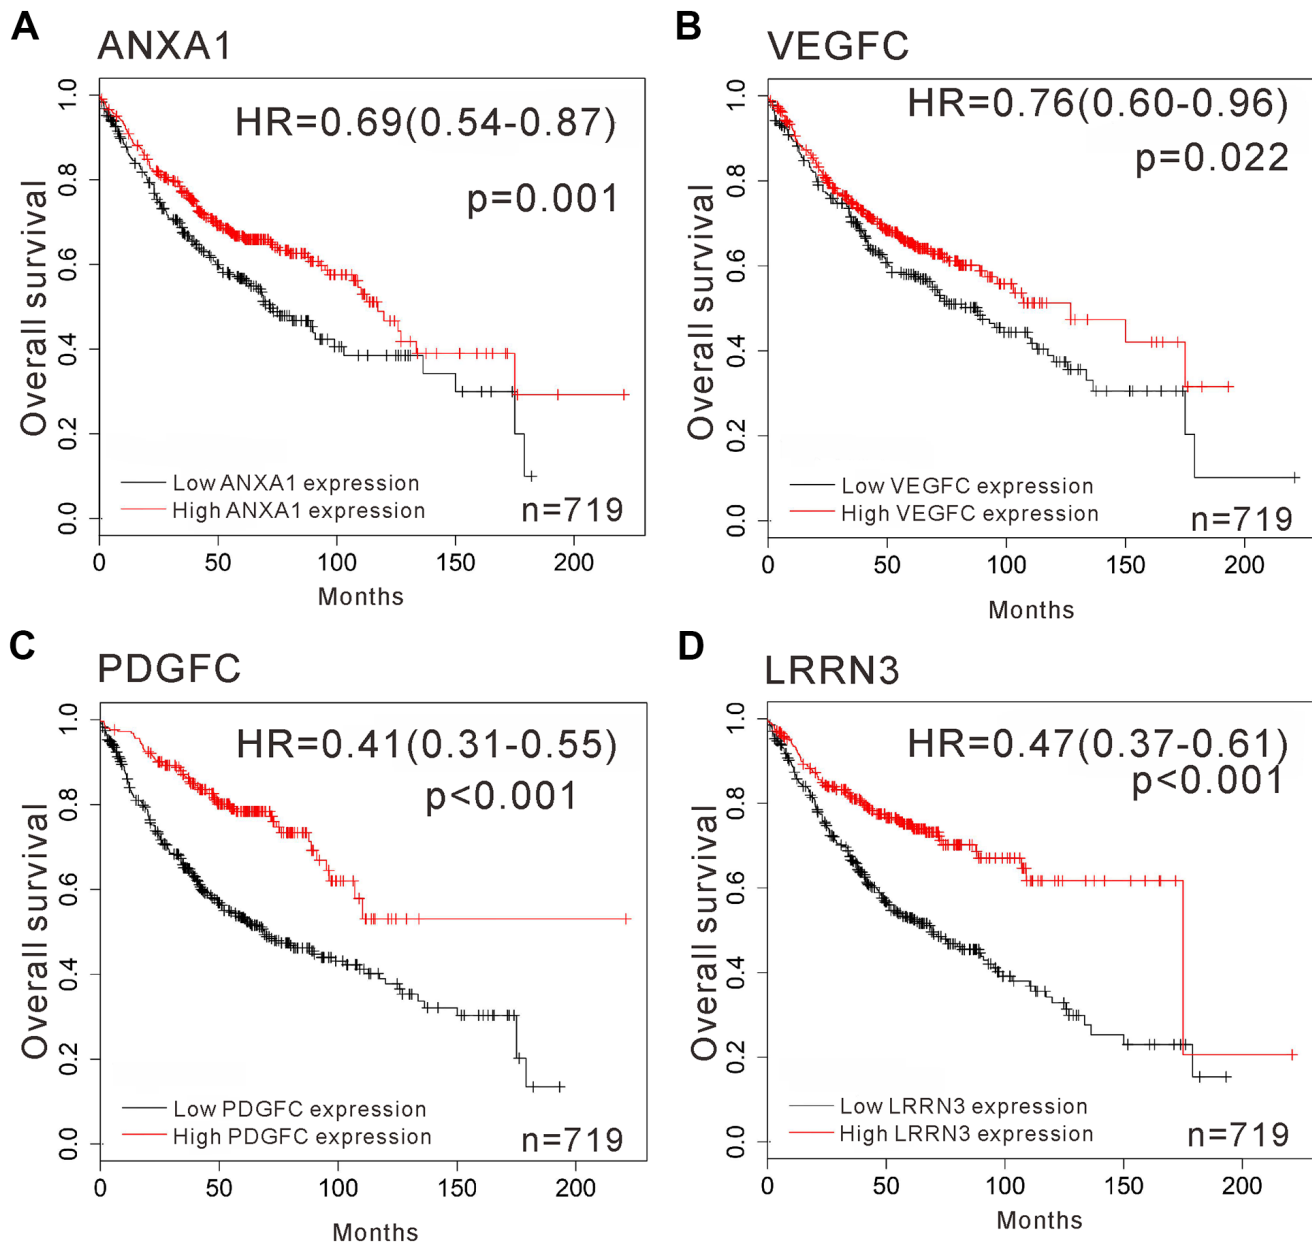 A
ANXA1
HR=0.69(0.54-0.87)
p=0.001
Overall survival
1.0
0.8
0.6
0.4
0.2
0.0
Low ANXA1 expression
High ANXA1 expression
n=719
0 50 100 150 200
Months
B
VEGFC
HR=0.76(0.60-0.96)
p=0.022
Overall survival
1.0
0.8
0.6
0.4
0.2
0.0
Low VEGFC expression
High VEGFC expression
n=719
0 50 100 150 200
Months
C
PDGFC
HR=0.41(0.31-0.55)
p<0.001
Overall survival
1.0
0.8
0.6
0.4
0.2
0.0
Low PDGFC expression
High PDGFC expression
n=719
0 50 100 150 200
Months
D
LRRN3
HR=0.47(0.37-0.61)
p<0.001
Overall survival
1.0
0.8
0.6
0.4
0.2
0.0
Low LRRN3 expression
High LRRN3 expression
n=719
0 50 100 150 200
Months